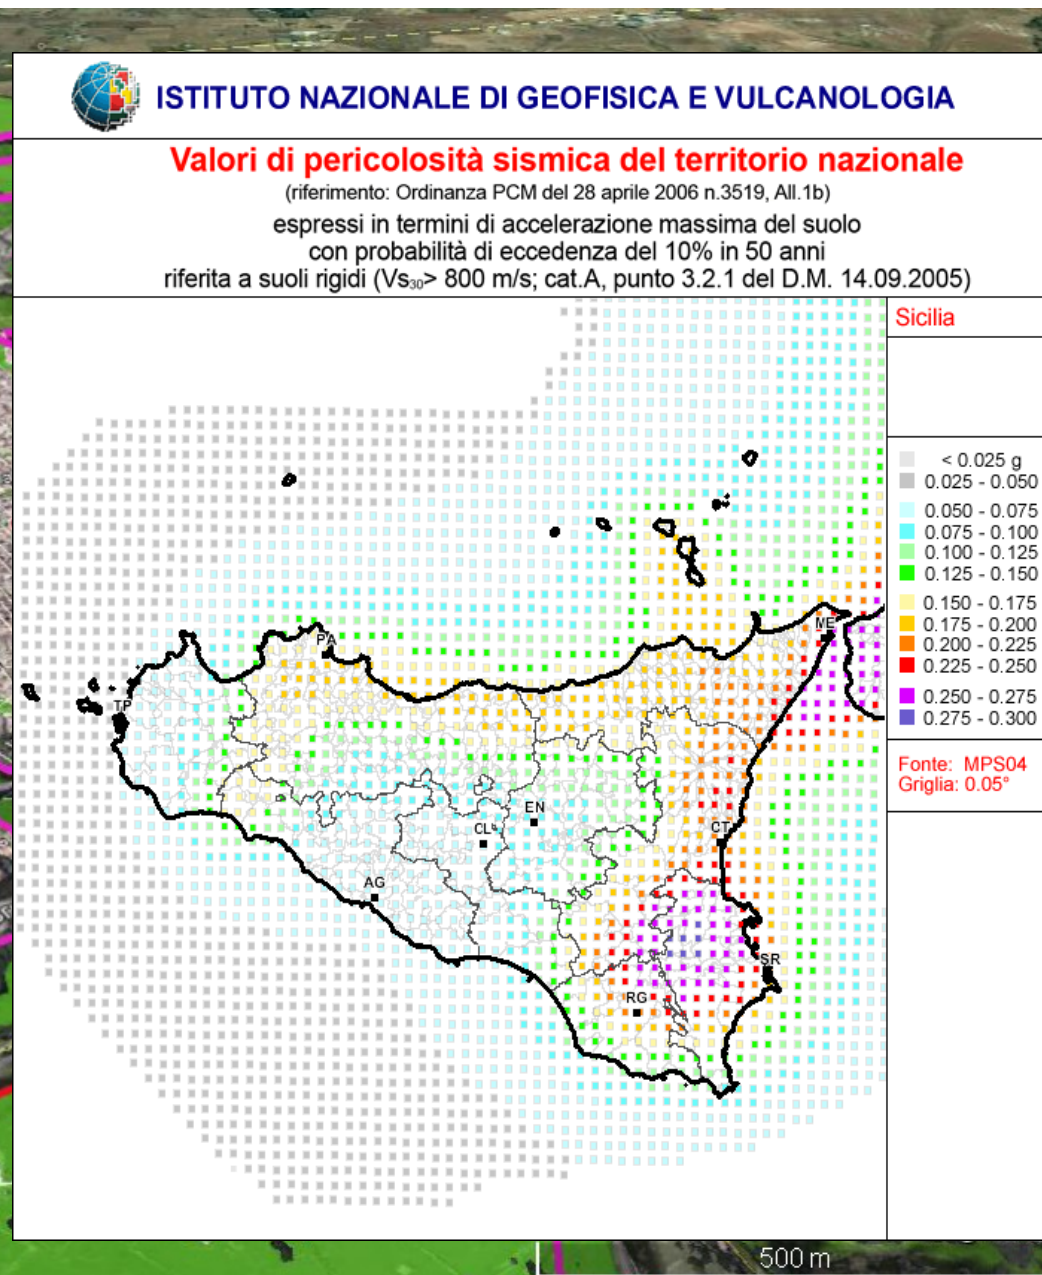 ISTITUTO NAZIONALE DI GEOFISICA E VULCANOLOGIA
Valori di pericolosità sismica del territorio nazionale
(riferimento: Ordinanza PCM del 28 aprile 2006 n.3519, All.1b)
espressi in termini di accelerazione massima del suolo
con probabilità di eccedenza del 10% in 50 anni
riferita a suoli rigidi (Vs30> 800 m/s; cat.A, punto 3.2.1 del D.M. 14.09.2005)
Sicilia
< 0.025 g
0.025 - 0.050
0.050 - 0.075
0.075 - 0.100
0.100 - 0.125
0.125 - 0.150
0.150 - 0.175
0.175 - 0.200
0.200 - 0.225
0.225 - 0.250
0.250 - 0.275
0.275 - 0.300
Fonte: MPS04
Griglia: 0.05°
ME
PA
TP
EN
CL
CT
AG
SR
RG
500 m